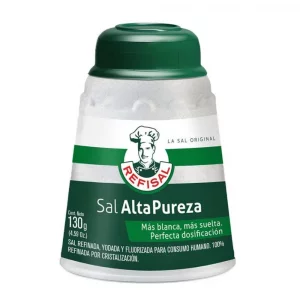 LA SAL ORIGINAL
REFISAL
Sal AltaPureza
Cont. Neto
130g
(4.59 Oz.)
Más blanca, más suelta.
Perfecta dosificación
SAL REFINADA, YODADA Y FLUORIZADA PARA CONSUMO HUMANO. 100%
REFINADA POR CRISTALIZACIÓN.